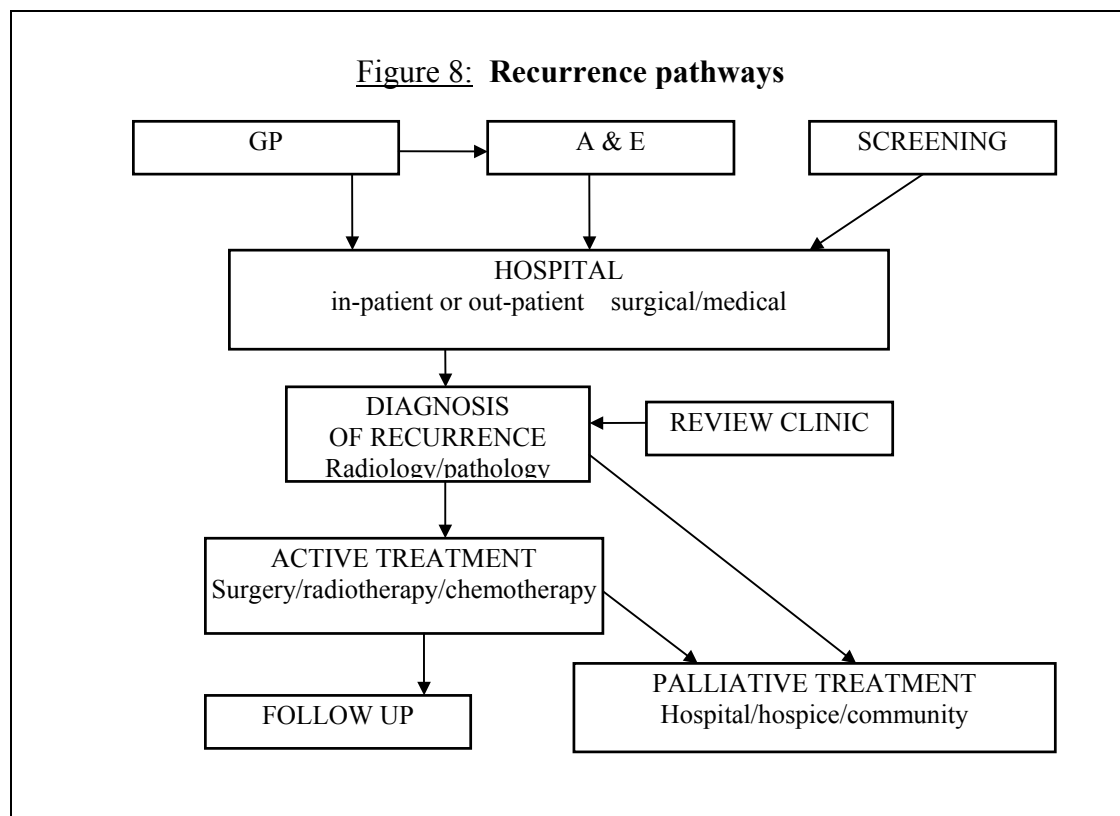 Figure 8: Recurrence pathways
GP
A & E
SCREENING
HOSPITAL
in-patient or out-patient surgical/medical
DIAGNOSIS
OF RECURRENCE
Radiology/pathology
REVIEW CLINIC
ACTIVE TREATMENT
Surgery/radiotherapy/chemotherapy
PALLIATIVE TREATMENT
Hospital/hospice/community
FOLLOW UP